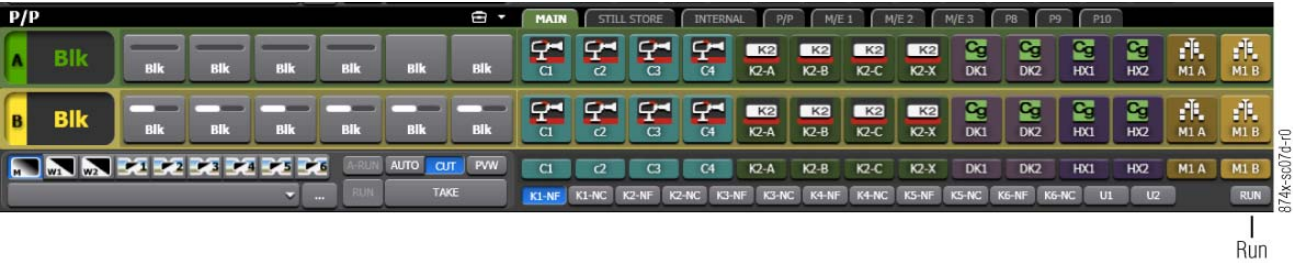 P/P MAIN STILL STORE INTERNAL P/P M/E 1 M/E 2 M/E 3 P8 P9 P10
K2 K2 K2 K2 Cg Cg Cg Cg
A Blk Blk Blk Blk Blk Blk Blk C1 c2 C3 C4 K2-A K2-B K2-C K2-X DK1 DK2 HX1 HX2 M1 A M1 B
K2 K2 K2 K2 Cg Cg Cg Cg
B Blk Blk Blk Blk Blk Blk Blk C1 c2 C3 C4 K2-A K2-B K2-C K2-X DK1 DK2 HX1 HX2 M1 A M1 B
M W1 W2 1 2 3 4 5 6 A-RUN AUTO CUT PVW C1 c2 C3 C4 K2-A K2-B K2-C K2-X DK1 DK2 HX1 HX2 M1 A M1 B
... RUN TAKE K1-NF K1-NC K2-NF K2-NC K3-NF K3-NC K4-NF K4-NC K5-NF K5-NC K6-NF K6-NC U1 U2 RUN
874x-sc07d-r0
Run